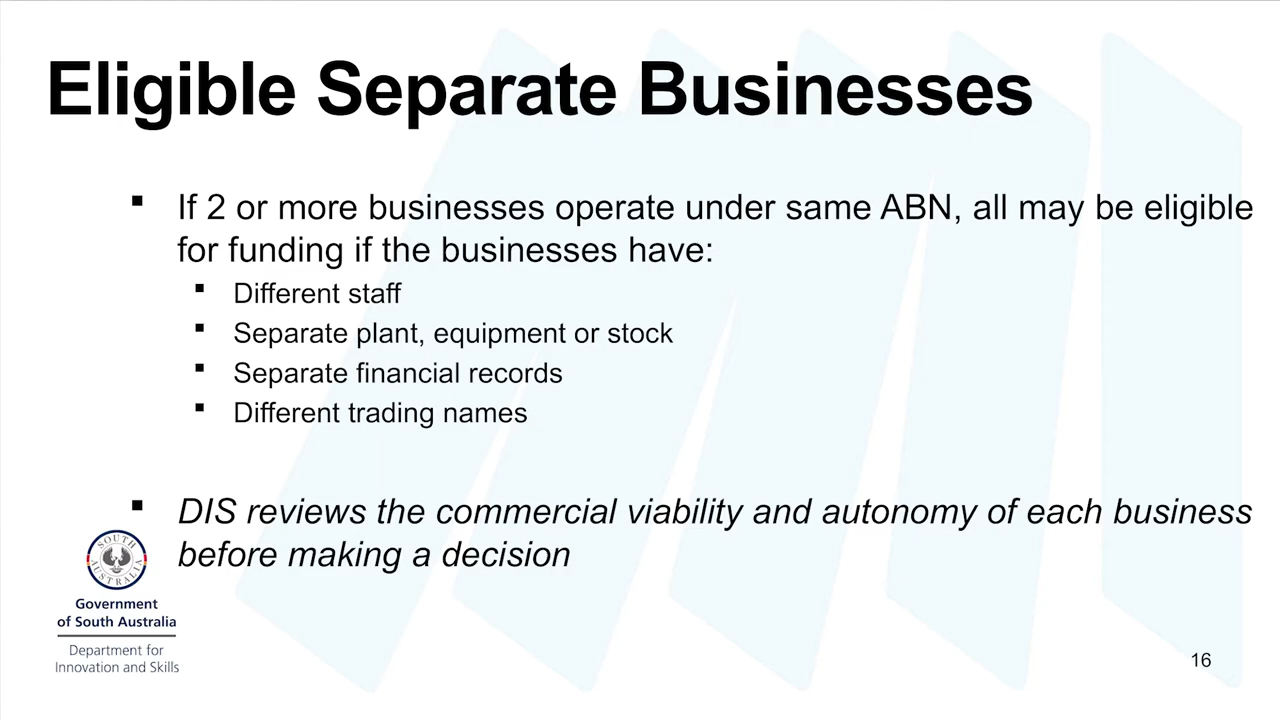 Eligible Separate Businesses
▪ If 2 or more businesses operate under same ABN, all may be eligible
for funding if the businesses have:
▪ Different staff
▪ Separate plant, equipment or stock
▪ Separate financial records
▪ Different trading names
▪ DIS reviews the commercial viability and autonomy of each business
before making a decision
SOUTH
AUSTRALIA
Government
of South Australia
Department for
Innovation and Skills
16